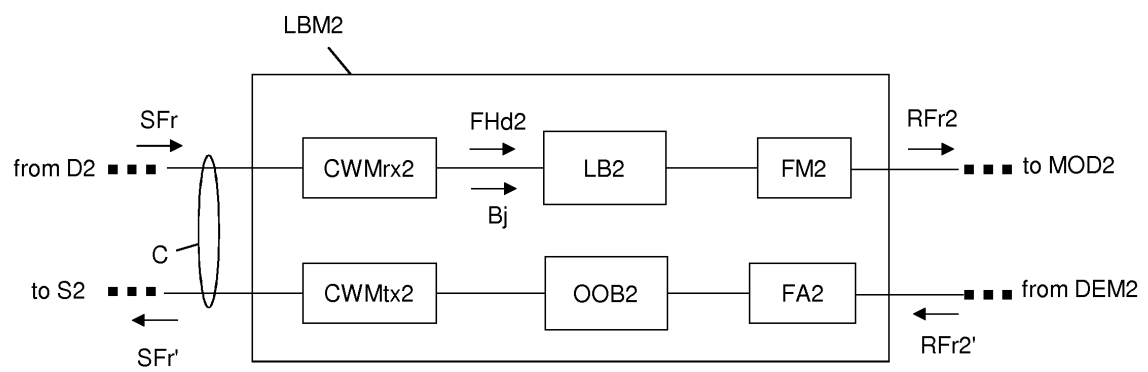 LBM2
SFr
FHd2
RFr2
from D2
CWMrx2
LB2
FM2
to MOD2
Bj
C
to S2
CWMtx2
OOB2
FA2
from DEM2
SFr'
RFr2'